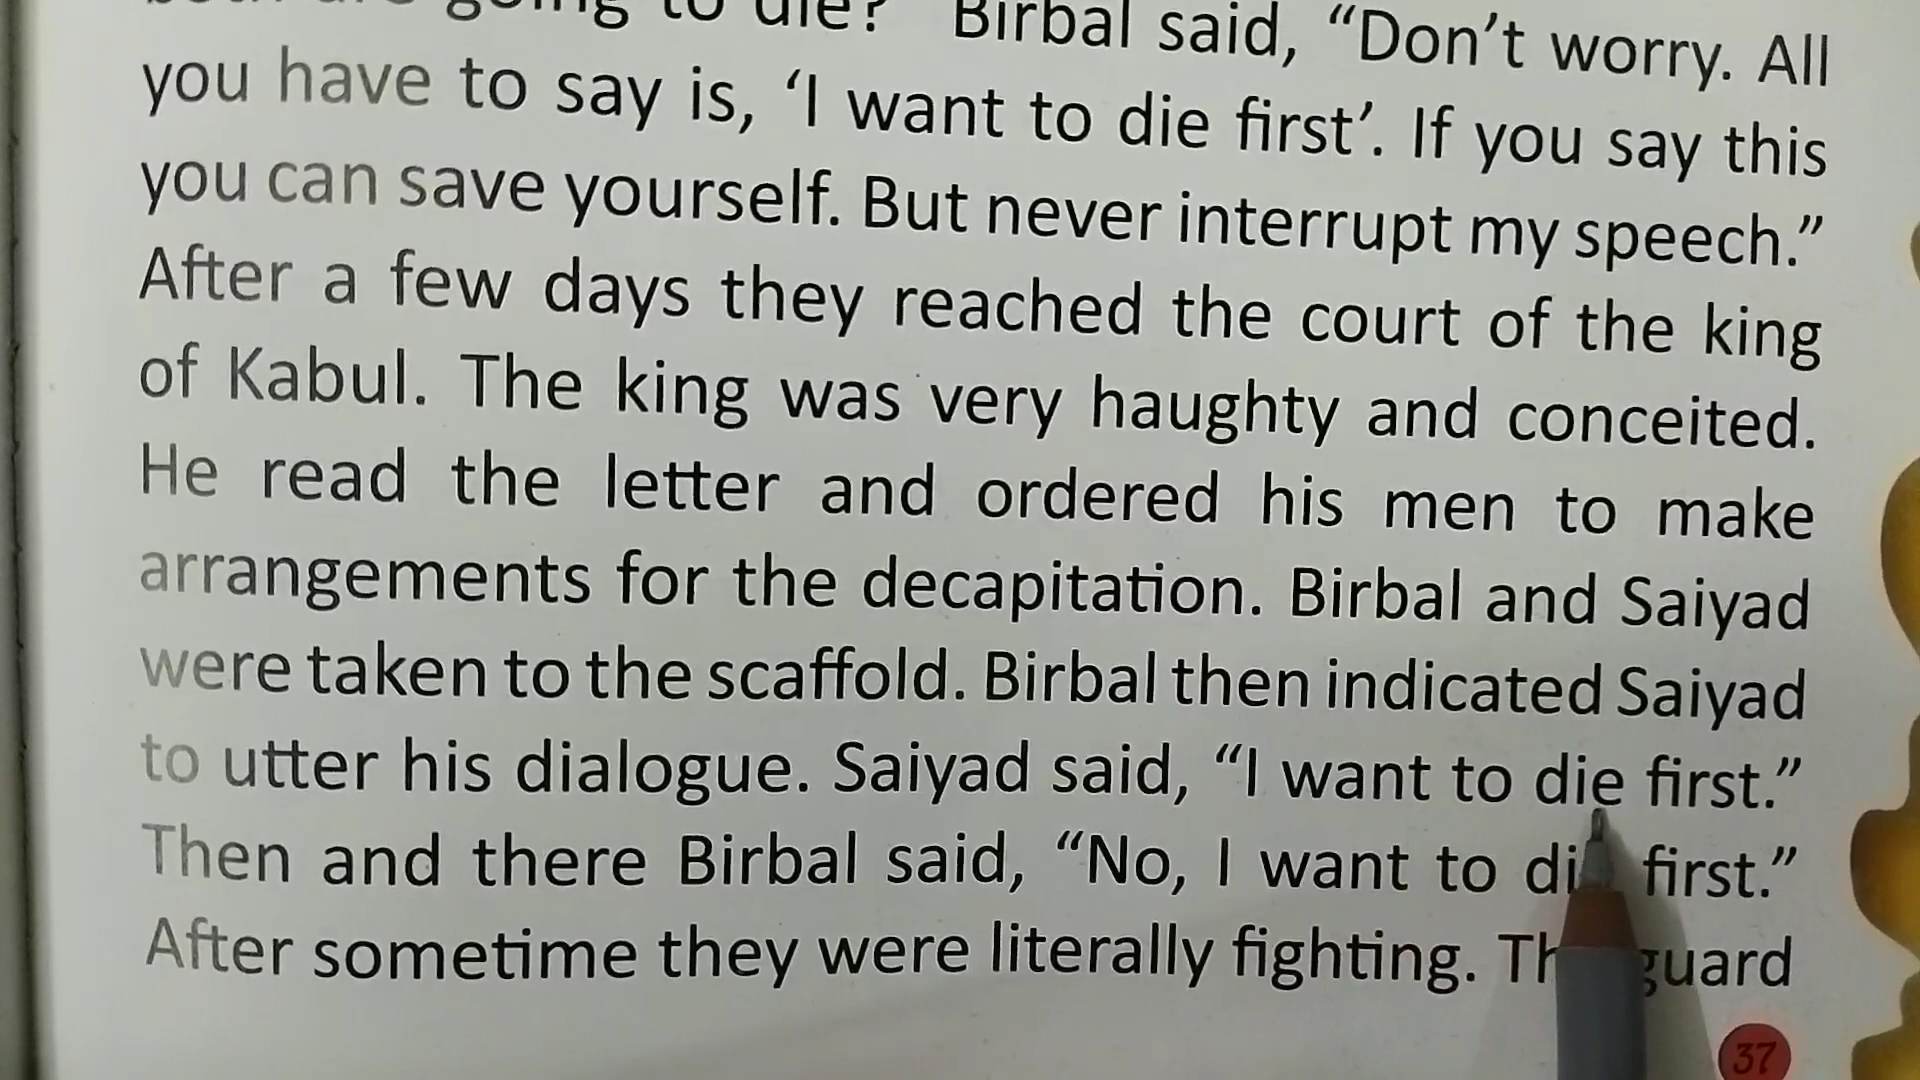 going to die?" Birbal said, “Don’t worry. All
you have to say is, ‘I want to die first’. If you say this
you can save yourself. But never interrupt my speech.”
After a few days they reached the court of the king
of Kabul. The king was very haughty and conceited.
He read the letter and ordered his men to make
arrangements for the decapitation. Birbal and Saiyad
were taken to the scaffold. Birbal then indicated Saiyad
to utter his dialogue. Saiyad said, “I want to die first.”
Then and there Birbal said, “No, I want to di first.”
After sometime they were literally fighting. guard
37